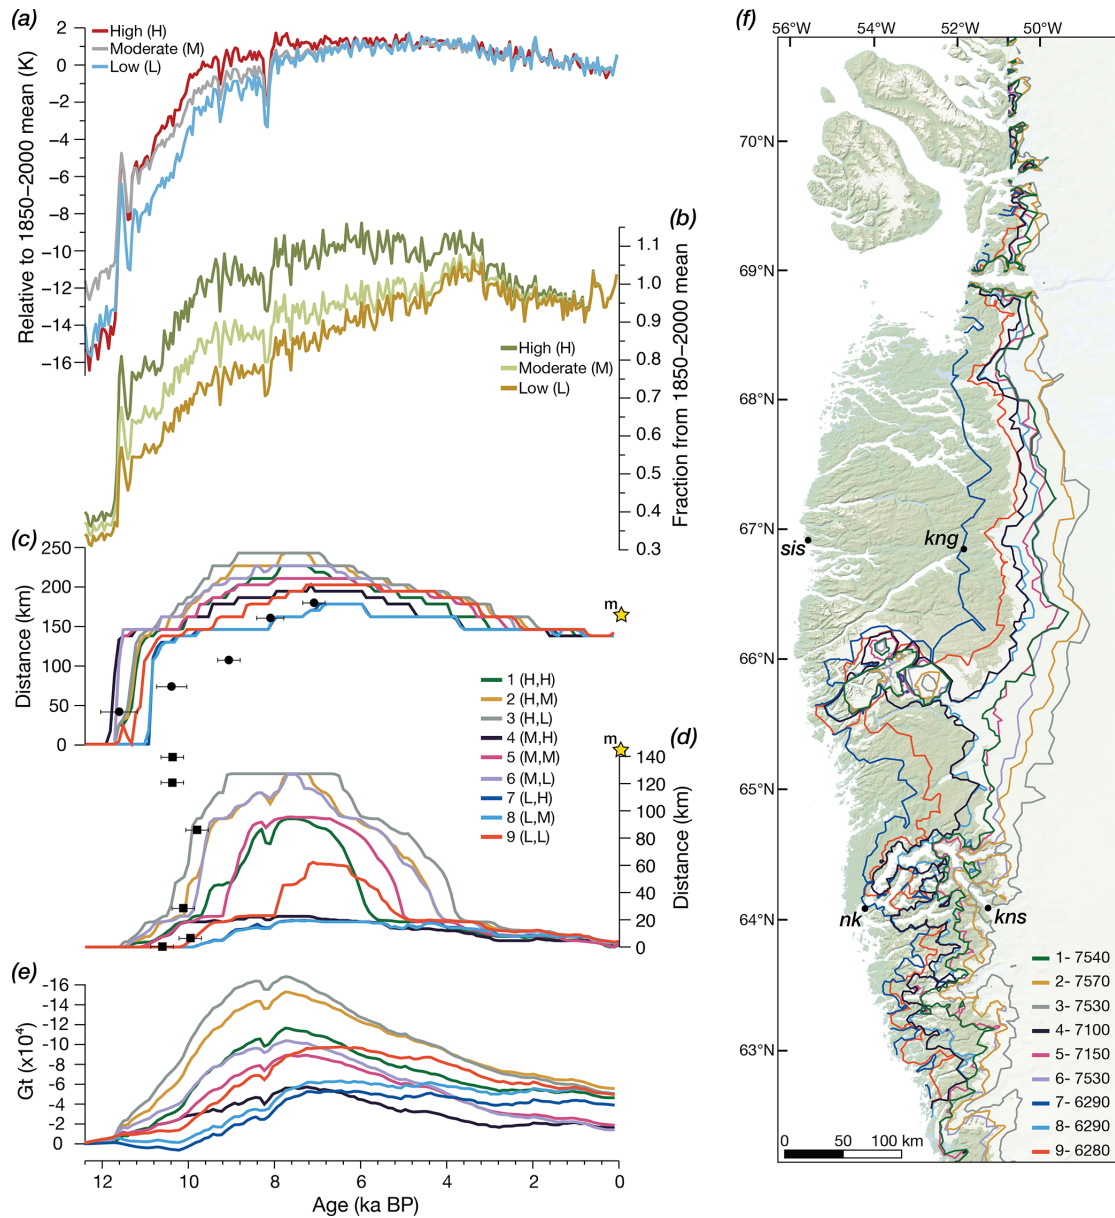 (a)
2
0
−2
−4
−6
−8
−10
−12
−14
−16
Relative to 1850–2000 mean (K)
High (H)
Moderate (M)
Low (L)
(b)
1.1
1.0
0.9
0.8
0.7
0.6
0.5
0.4
0.3
Fraction from 1850–2000 mean
High (H)
Moderate (M)
Low (L)
(c)
250
200
150
100
50
0
Distance (km)
m
1 (H,H)
2 (H,M)
3 (H,L)
4 (M,H)
5 (M,M)
6 (M,L)
7 (L,H)
8 (L,M)
9 (L,L)
m
(d)
140
120
100
80
60
40
20
0
Distance (km)
(e)
-16
-14
-12
-10
-8
-6
-4
-2
0
Gt (x10⁴)
12 10 8 6 4 2 0
Age (ka BP)
(f)
56°W 54°W 52°W 50°W
70°N
69°N
68°N
67°N
66°N
65°N
64°N
63°N
sis
kng
nk
kns
1- 7540
2- 7570
3- 7530
4- 7100
5- 7150
6- 7530
7- 6290
8- 6290
9- 6280
0 50 100 km